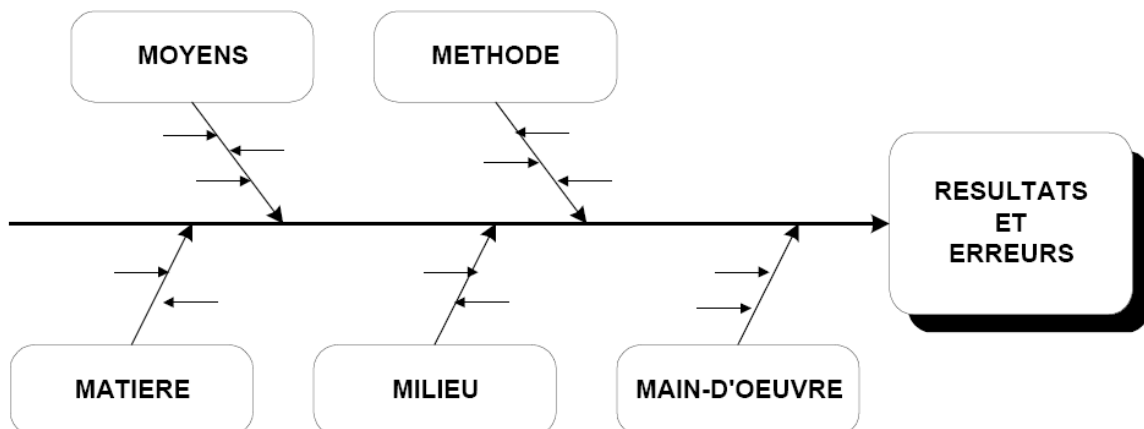 MOYENS
METHODE
RESULTATS
ET
ERREURS
MATIERE
MILIEU
MAIN-D'OEUVRE